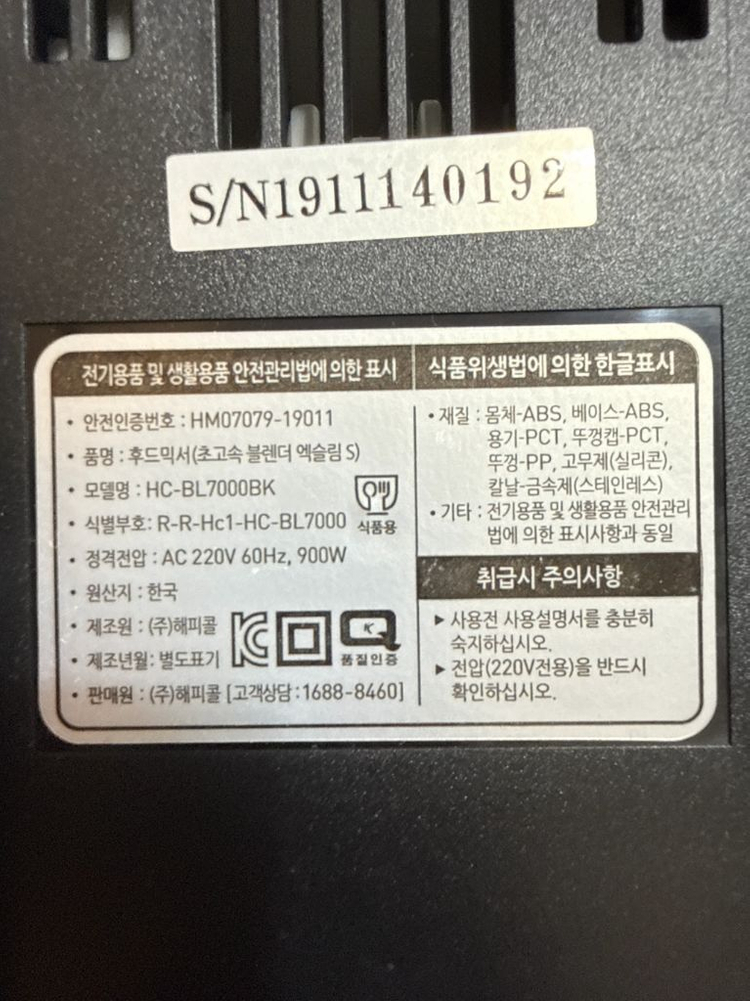 S/N1911140192
전기용품 및 생활용품 안전관리법에 의한 표시
• 안전인증번호 : HM07079-19011
• 품명 : 후드믹서(초고속 블렌더 엑슬림 S)
• 모델명 : HC-BL7000BK
• 식별부호: R-R-Hc1-HC-BL7000
식품용
• 정격전압 : AC 220V 60Hz, 900W
• 원산지 : 한국
• 제조원 : (주)해피콜
• 제조년월: 별도표기
K
품질인증
• 판매원 : (주)해피콜 [고객상담 : 1688-8460]
식품위생법에 의한 한글표시
• 재질 : 몸체-ABS, 베이스-ABS,
용기-PCT, 뚜껑캡-PCT,
뚜껑-PP, 고무제(실리콘),
칼날-금속제(스테인레스)
• 기타 : 전기용품 및 생활용품 안전관리
법에 의한 표시사항과 동일
취급시 주의사항
▶ 사용전 사용설명서를 충분히
숙지하십시오.
▶ 전압(220V전용)을 반드시
확인하십시오.